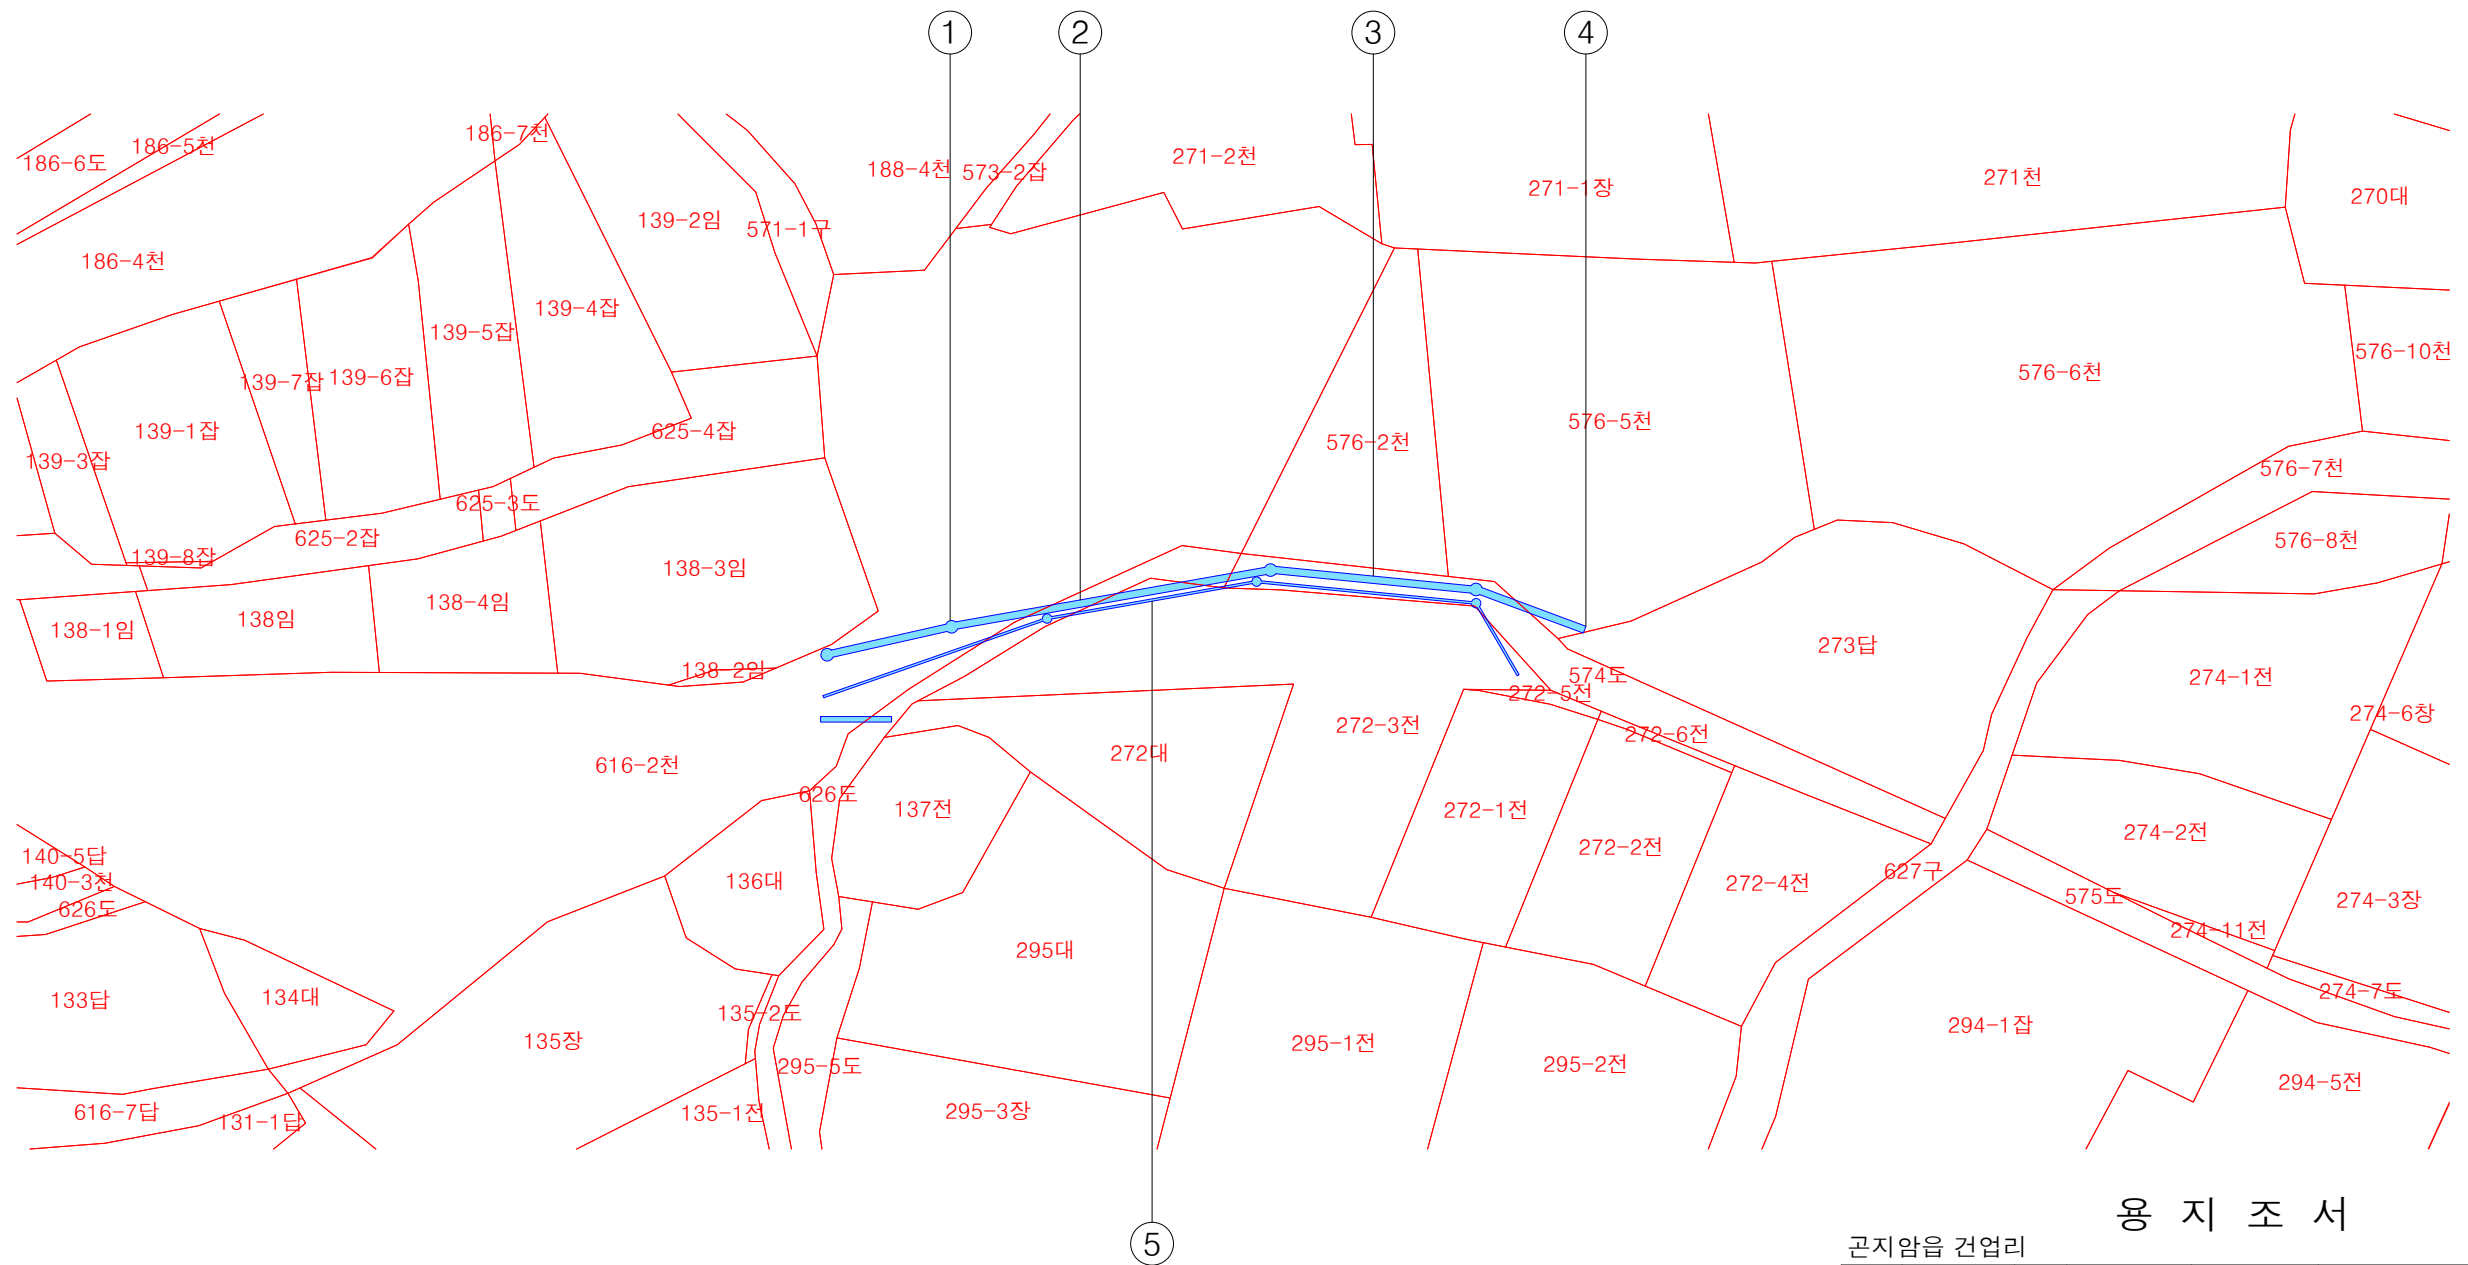 ① ② ③ ④
186-7천
186-5천
186-6도
271-2천
188-4천
573-2잡
271천
271-1장
270대
139-2임
571-1구
186-4천
139-4잡
139-5잡
576-10천
576-6천
139-6잡
139-7잡
576-5천
139-1잡
625-4잡
576-2천
139-3잡
576-7천
625-3도
625-2잡
576-8천
139-8잡
138-3임
138-4임
138임
138-1임
273답
138-2임
574도
274-1전
272-5전
274-6창
272-3전
272-6전
272대
616-2천
626도
137전
272-1전
274-2전
272-2전
140-5답
627구
140-3천
136대
272-4전
575도
274-3장
626도
274-11전
295대
274-7도
134대
133답
135-2도
294-1잡
135장
295-1전
295-2전
295-5도
294-5전
616-7답
295-3장
135-1전
131-1답
용 지 조 서
⑤
곤지암읍 건업리